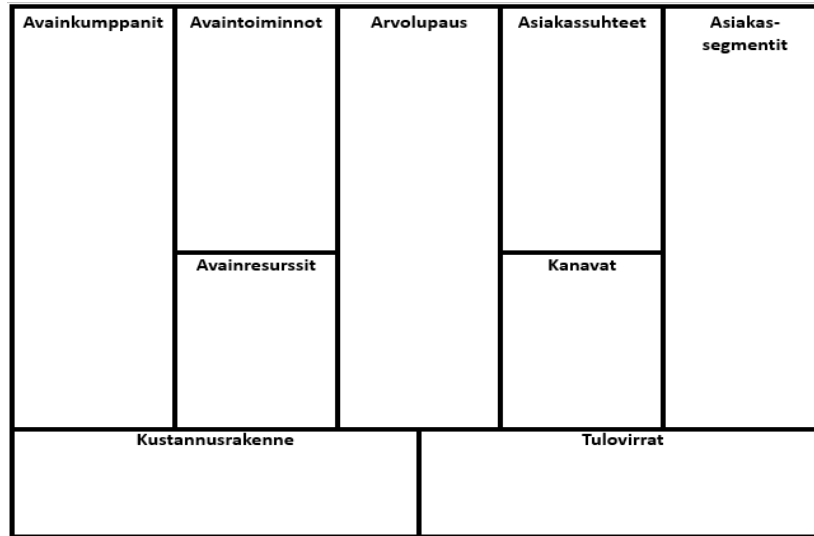 Avainkumppanit
Avaintoiminnot
Arvolupaus
Asiakassuhteet
Asiakas-
segmentit
Avainresurssit
Kanavat
Kustannusrakenne
Tulovirrat